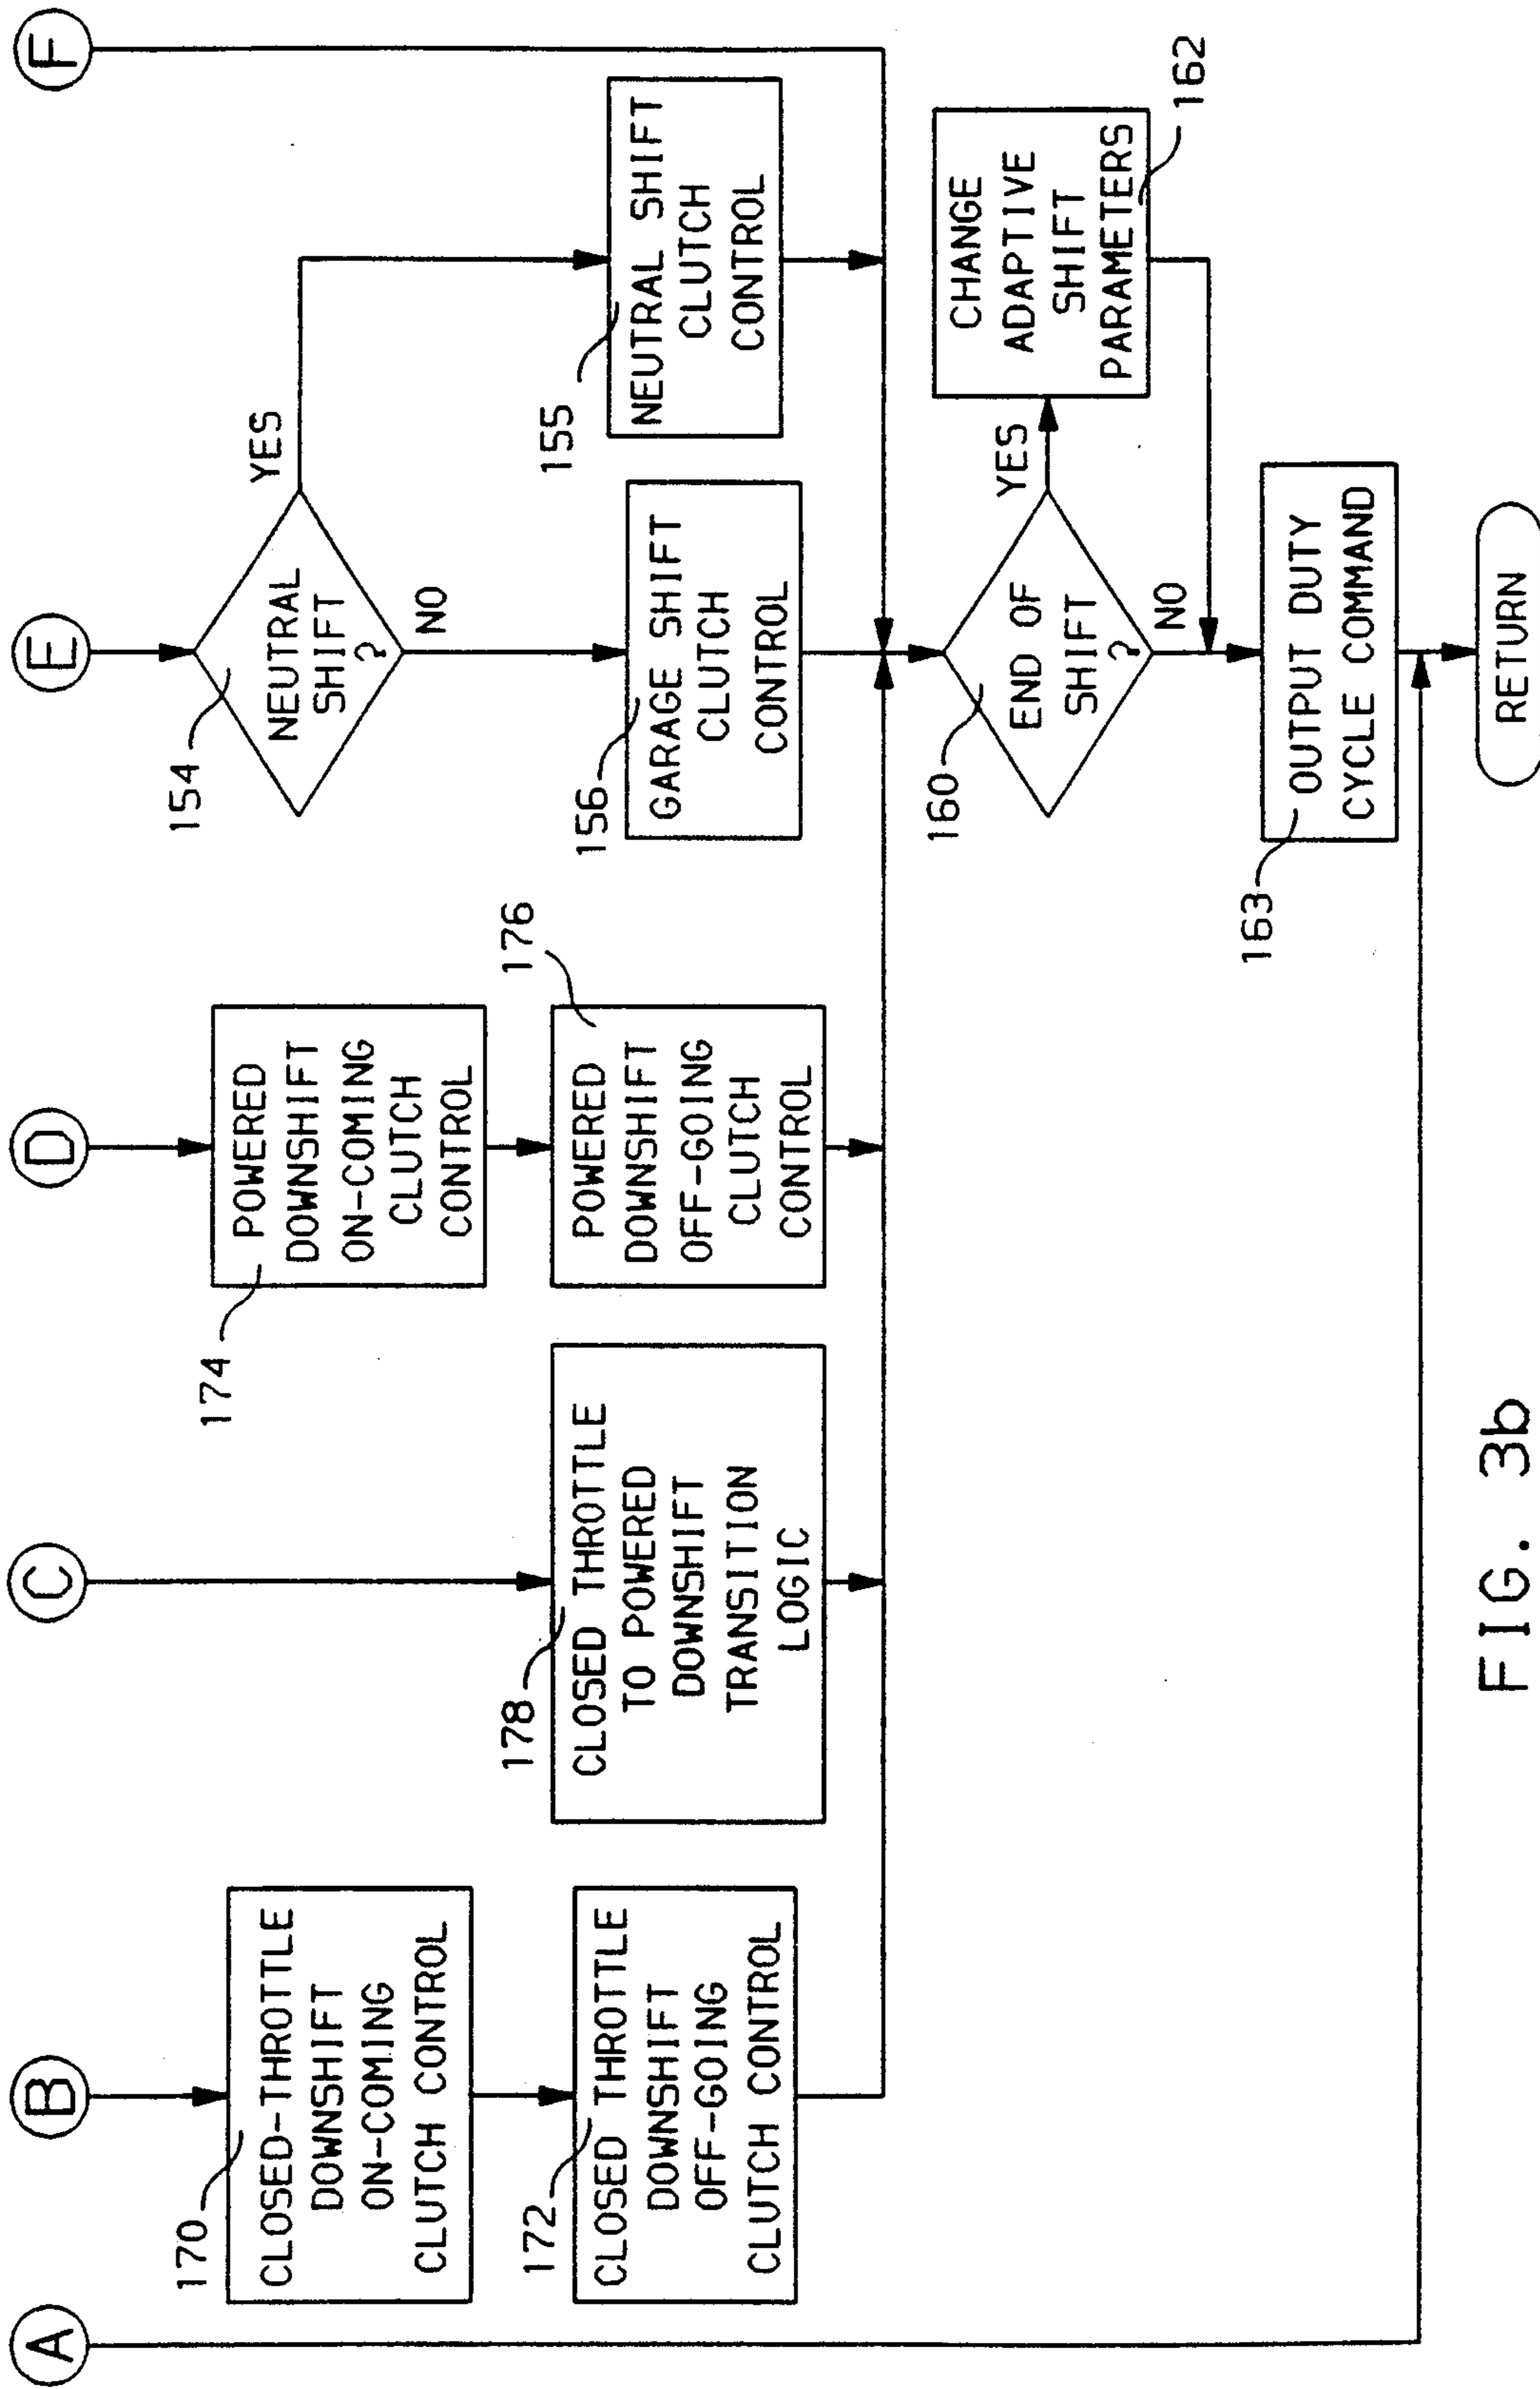 A
B
C
D
E
F
170
CLOSED-THROTTLE
DOWNSHIFT
ON-COMING
CLUTCH CONTROL
172
CLOSED THROTTLE
DOWNSHIFT
OFF-GOING
CLUTCH CONTROL
178
CLOSED THROTTLE
TO POWERED
DOWNSHIFT
TRANSITION
LOGIC
174
POWERED
DOWNSHIFT
ON-COMING
CLUTCH
CONTROL
176
POWERED
DOWNSHIFT
OFF-GOING
CLUTCH
CONTROL
154
NEUTRAL
SHIFT
?
YES
NO
156
GARAGE SHIFT
CLUTCH
CONTROL
155
NEUTRAL SHIFT
CLUTCH
CONTROL
160
END OF
SHIFT
?
YES
NO
CHANGE
ADAPTIVE
SHIFT
PARAMETERS
162
163
OUTPUT DUTY
CYCLE COMMAND
RETURN
FIG. 3b